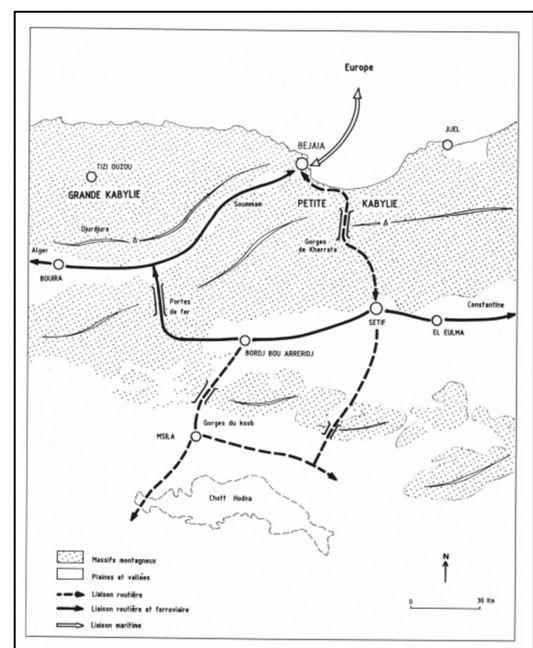 Europe
JIJEL
BEJAIA
TIZI OUZOU
GRANDE KABYLIE
Soummam
PETITE KABYLIE
Djurdjura
Gorges
de Kherrata
Alger
BOUIRA
Portes
de fer
Constantine
SETIF
EL EULMA
BORDJ BOU ARRERIDJ
Gorges du ksob
MSILA
Chott Hodna
Massifs montagneux
Plaines et vallées
Liaison routière
Liaison routière et ferroviaire
Liaison maritime
N
0 30 Km